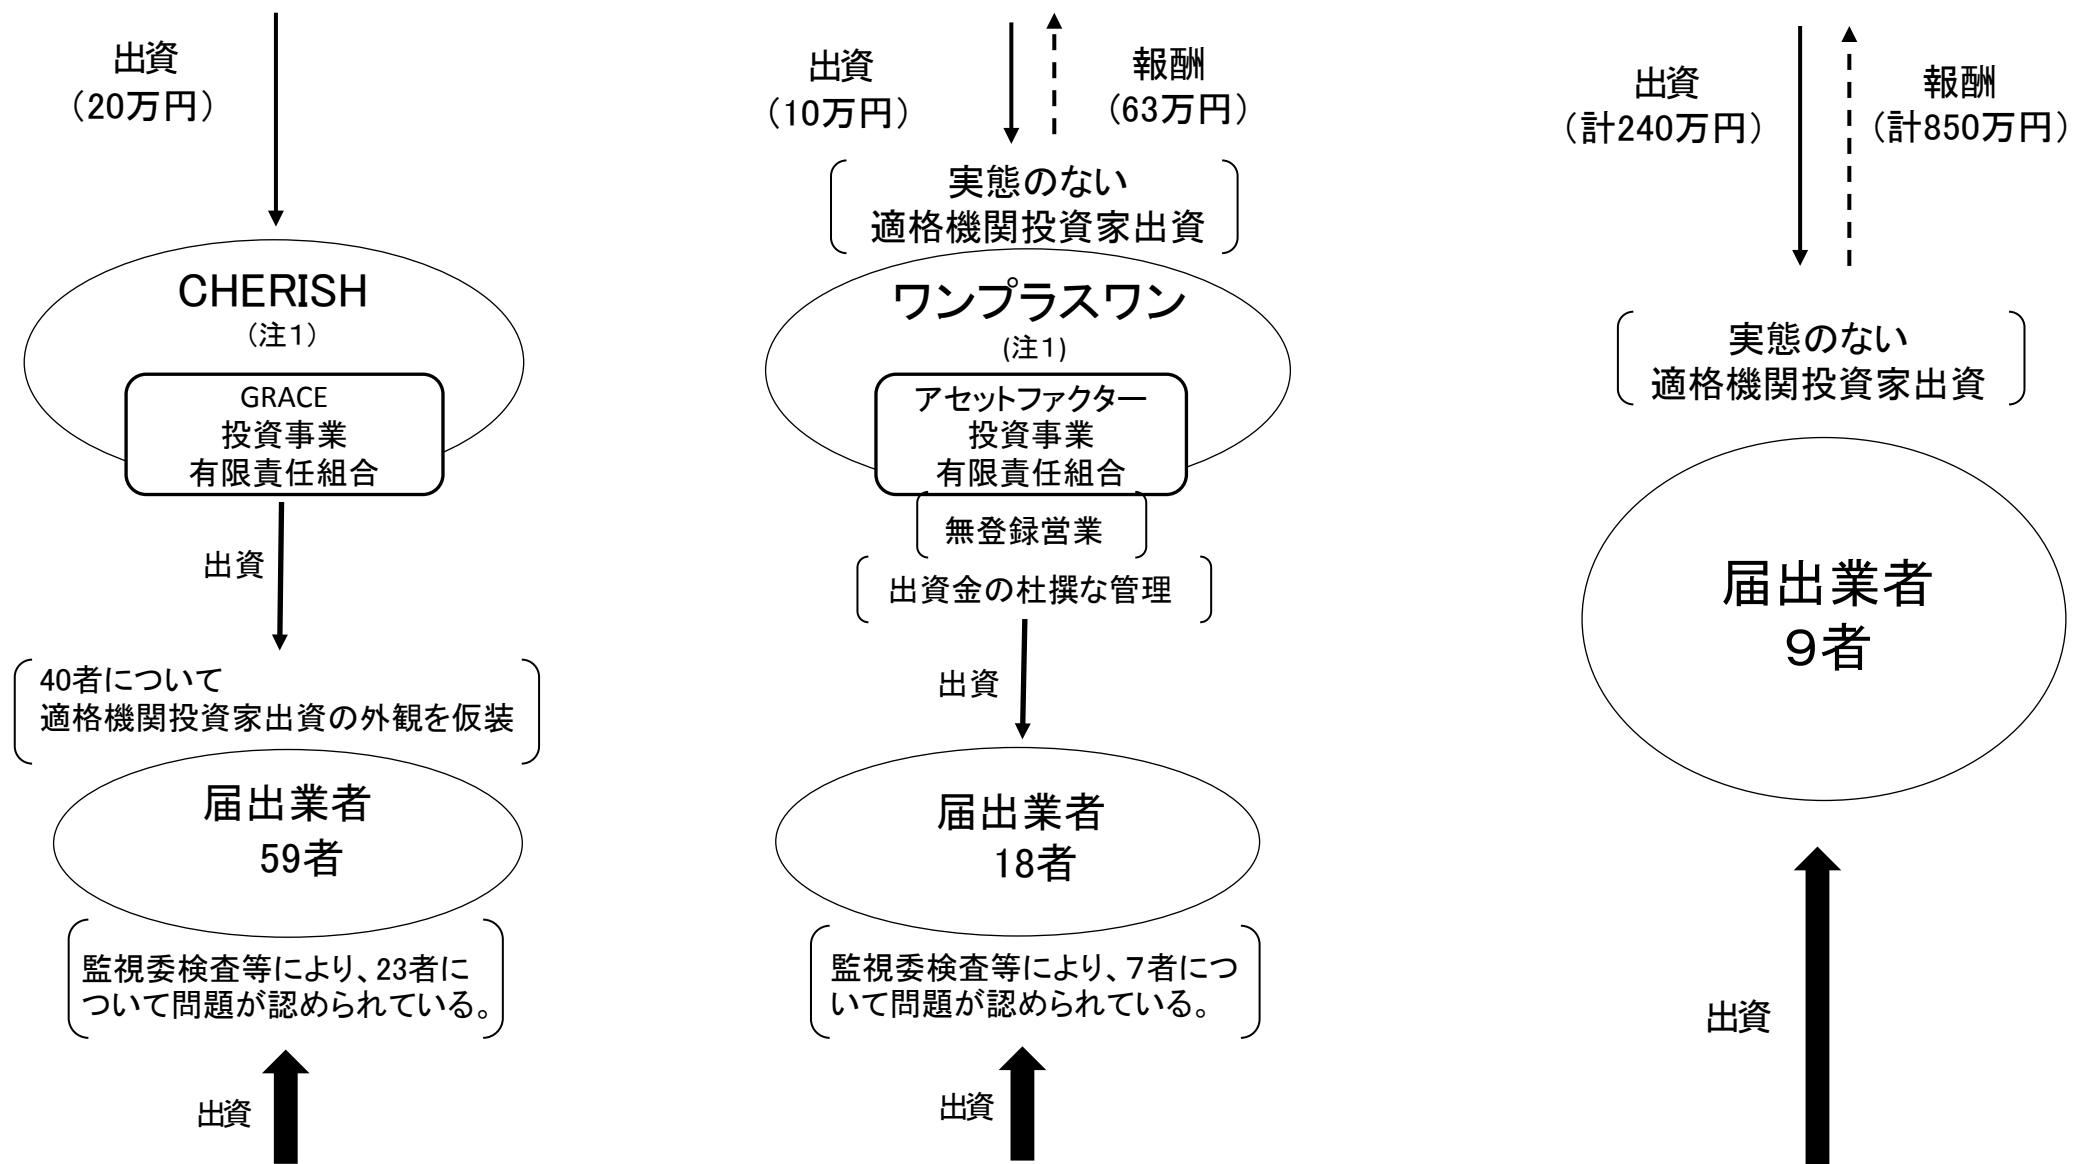 出資
（20万円）
CHERISH
（注１）
GRACE
投資事業
有限責任組合
出資
40者について
適格機関投資家出資の外観を仮装
届出業者
59者
監視委検査等により、23者に
ついて問題が認められている。
出資
出資
（10万円）
報酬
（63万円）
実態のない
適格機関投資家出資
ワンプラスワン
(注１)
アセットファクター
投資事業
有限責任組合
無登録営業
出資金の杜撰な管理
出資
届出業者
18者
監視委検査等により、７者につ
いて問題が認められている。
出資
出資
（計240万円）
報酬
（計850万円）
実態のない
適格機関投資家出資
届出業者
９者
出資